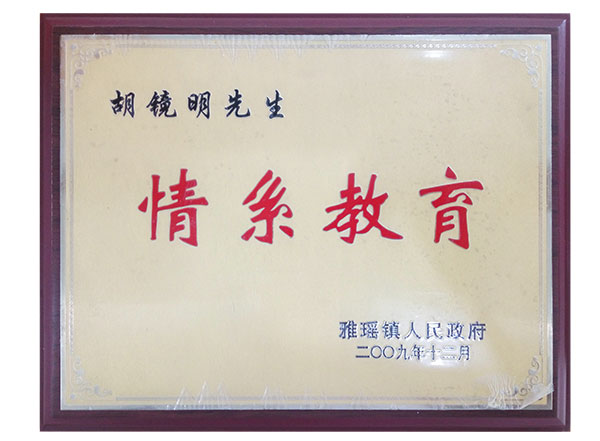 胡镜明先生
情系教育
雅瑶镇人民政府
二〇〇九年十二月